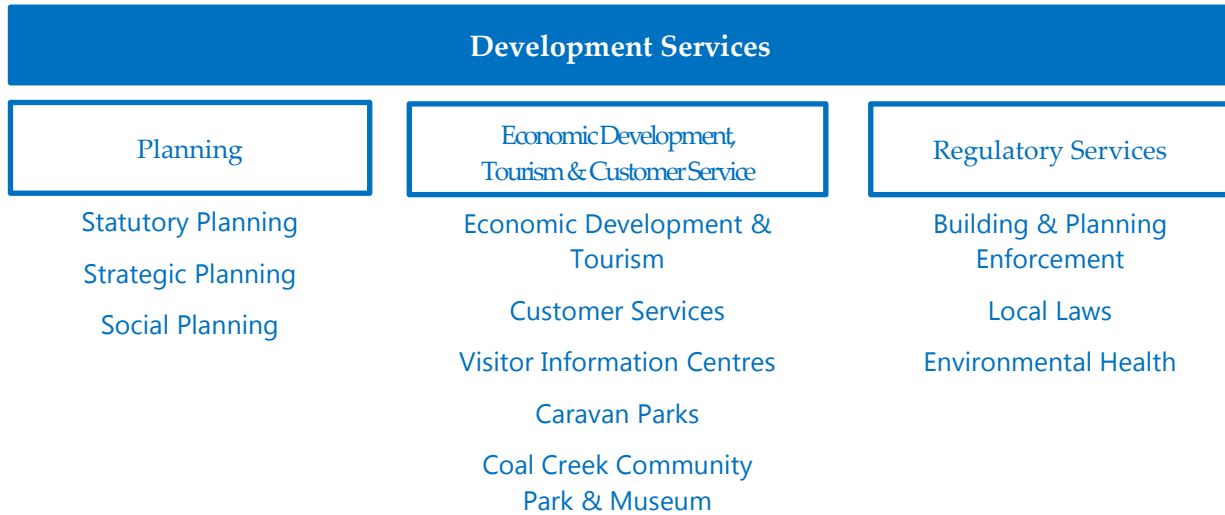 Development Services
Planning
Statutory Planning
Strategic Planning
Social Planning
Economic Development,
Tourism & Customer Service
Economic Development &
Tourism
Customer Services
Visitor Information Centres
Caravan Parks
Coal Creek Community
Park & Museum
Regulatory Services
Building & Planning
Enforcement
Local Laws
Environmental Health